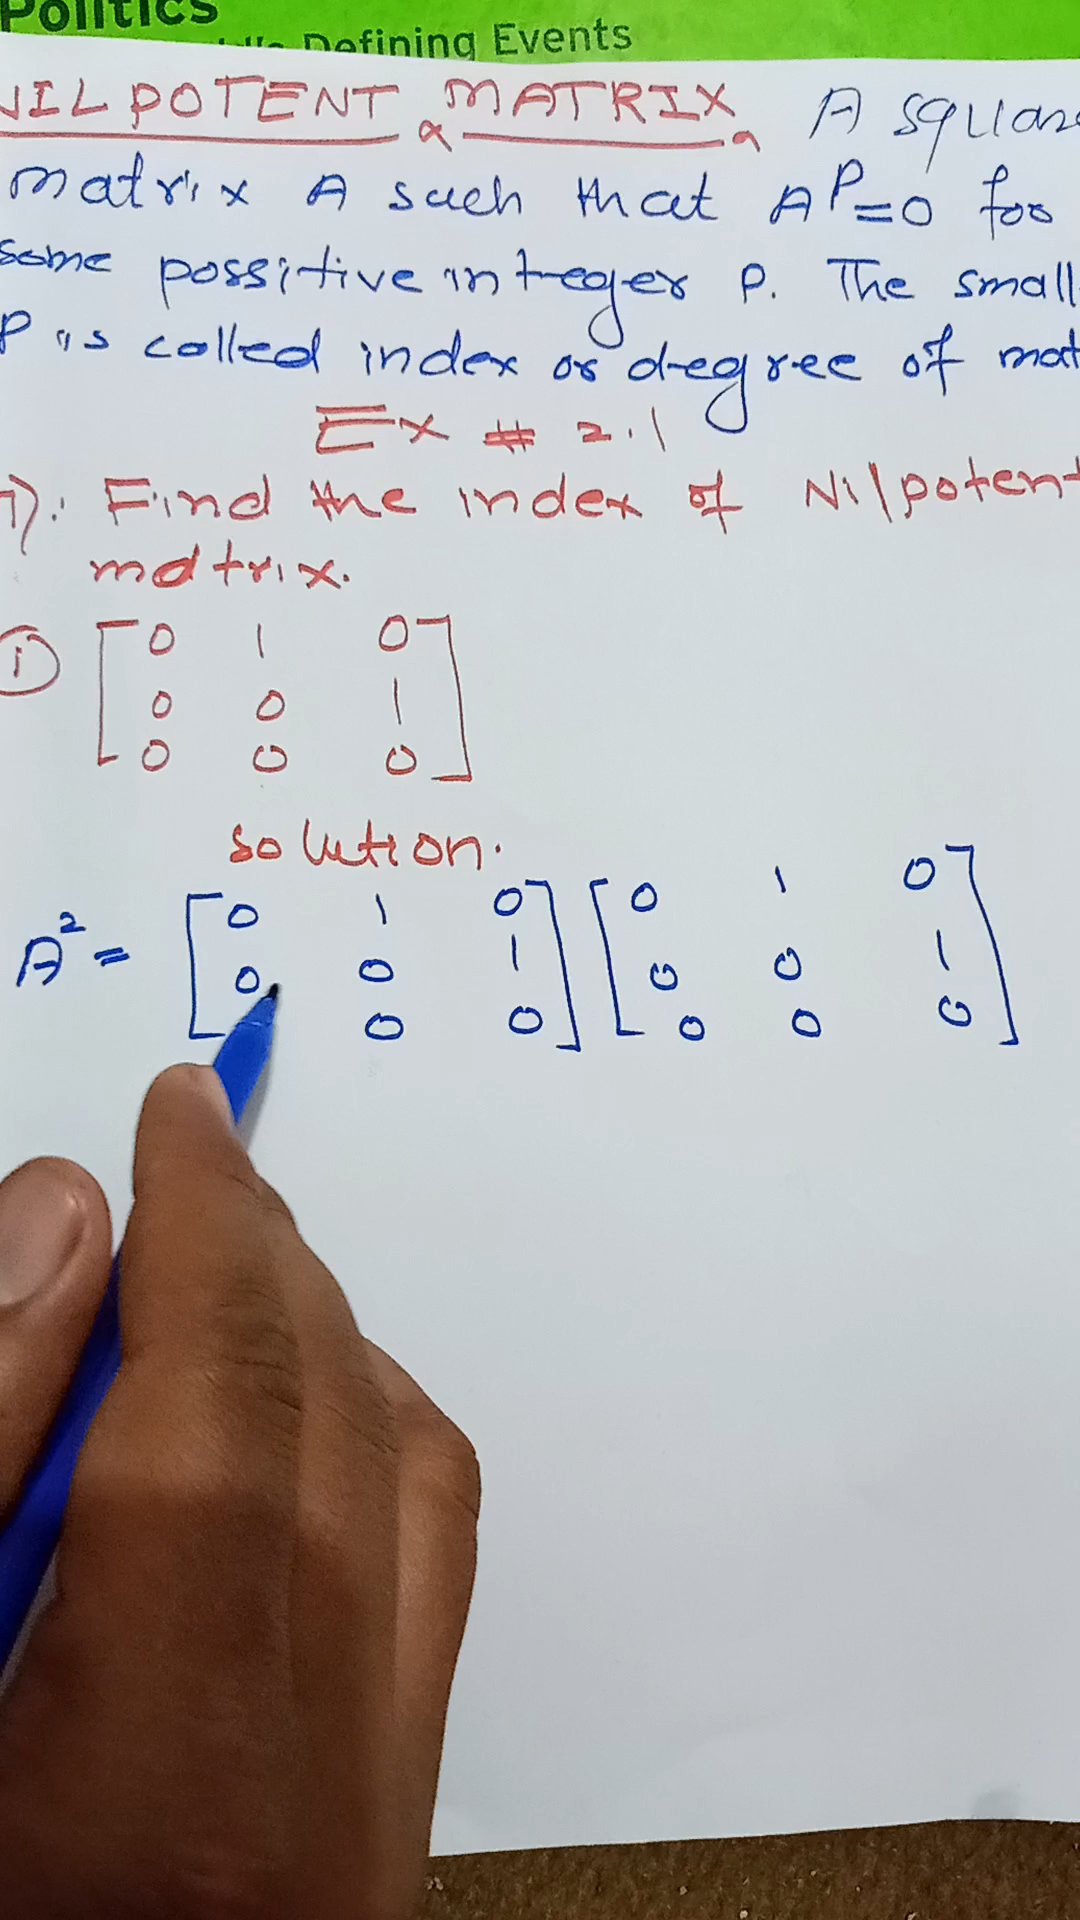 Politics
Defining Events
NILPOTENT MATRIX A square
matrix A such that A^P=0 for
some possitive integer P. The small
P is called index or degree of mat
Ex # 2.1
7). Find the index of Nilpotent
matrix.
i [0 1 0]
[0 0 1]
[0 0 0]
solution.
A² = [0 1 0] [0 1 0]
[0 0 1] [0 0 1]
[0 0] [0 0 0]